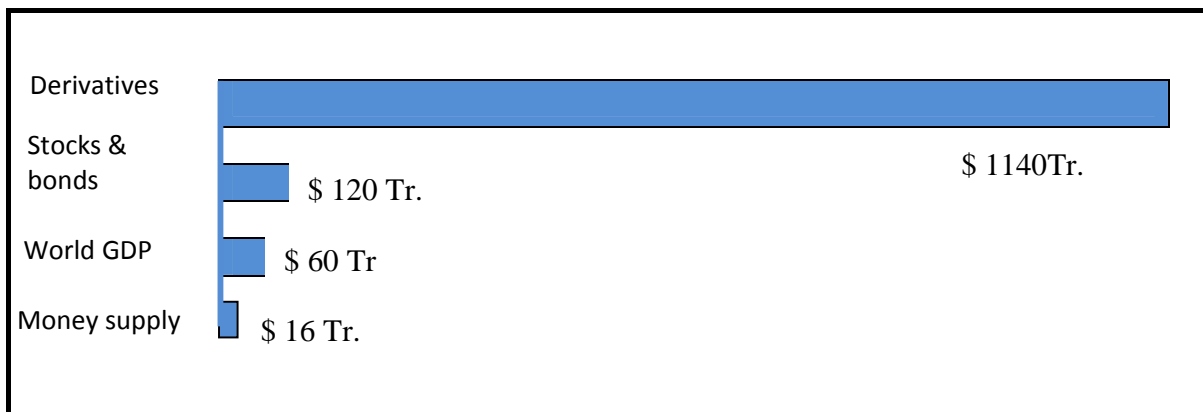 Derivatives
$ 1140Tr.
Stocks &
bonds
$ 120 Tr.
World GDP
$ 60 Tr
Money supply
$ 16 Tr.